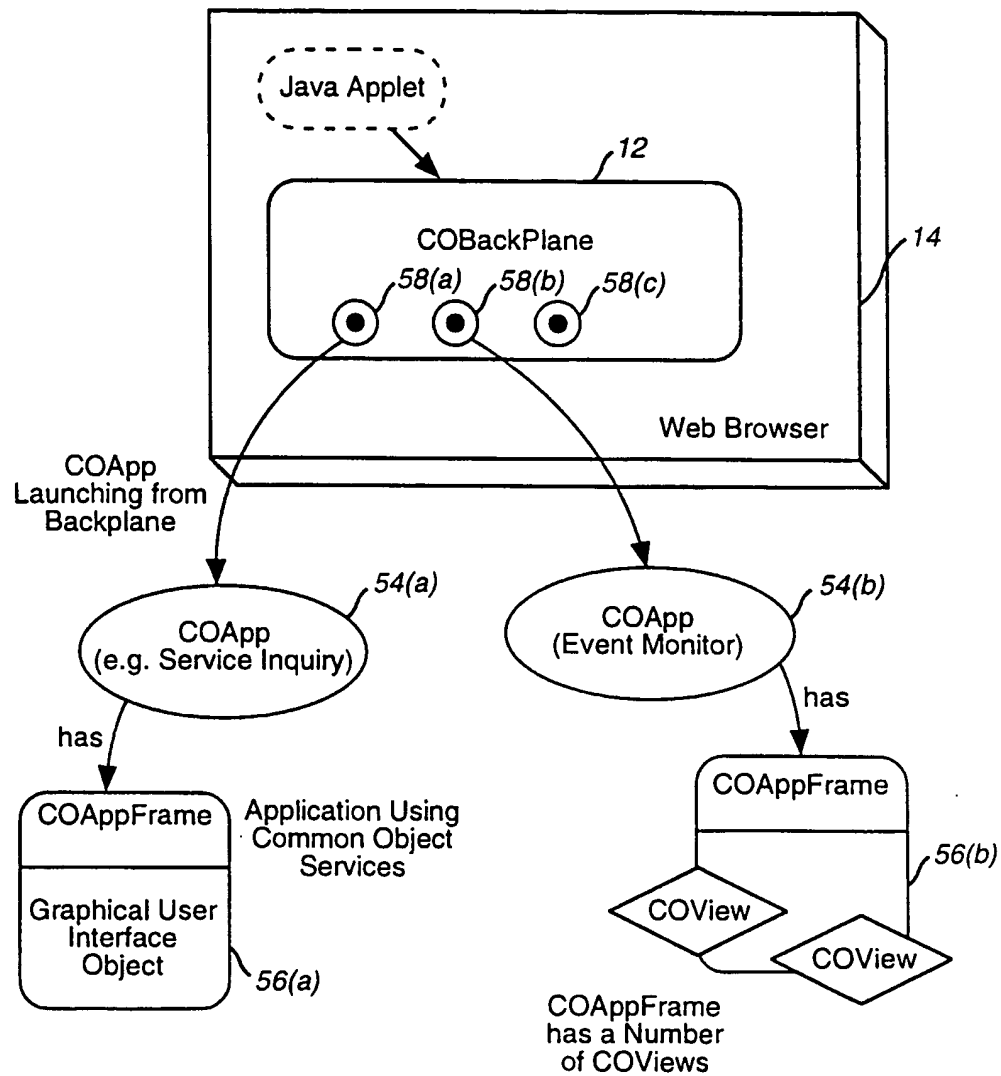 Java Applet
12
COBackPlane
14
58(a)
58(b)
58(c)
Web Browser
COApp
Launching from
Backplane
54(a)
COApp
(e.g. Service Inquiry)
54(b)
COApp
(Event Monitor)
has
has
COAppFrame
Application Using
Common Object
Services
Graphical User
Interface
Object
56(a)
COAppFrame
56(b)
COView
COView
COAppFrame
has a Number
of COViews